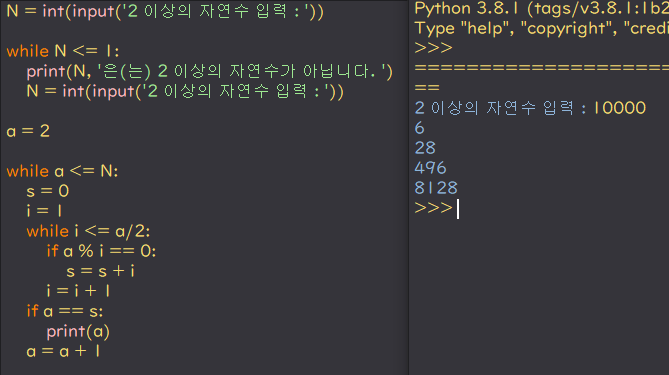 N = int(input('2 이상의 자연수 입력 : '))
while N <= 1:
print(N, '은(는) 2 이상의 자연수가 아닙니다. ')
N = int(input('2 이상의 자연수 입력 : '))
a = 2
while a <= N:
s = 0
i = 1
while i <= a/2:
if a % i == 0:
s = s + i
i = i + 1
if a == s:
print(a)
a = a + 1
Python 3.8.1 (tags/v3.8.1:1b2
Type "help", "copyright", "credi
>>>
=====================
==
2 이상의 자연수 입력 : 10000
6
28
496
8128
>>>